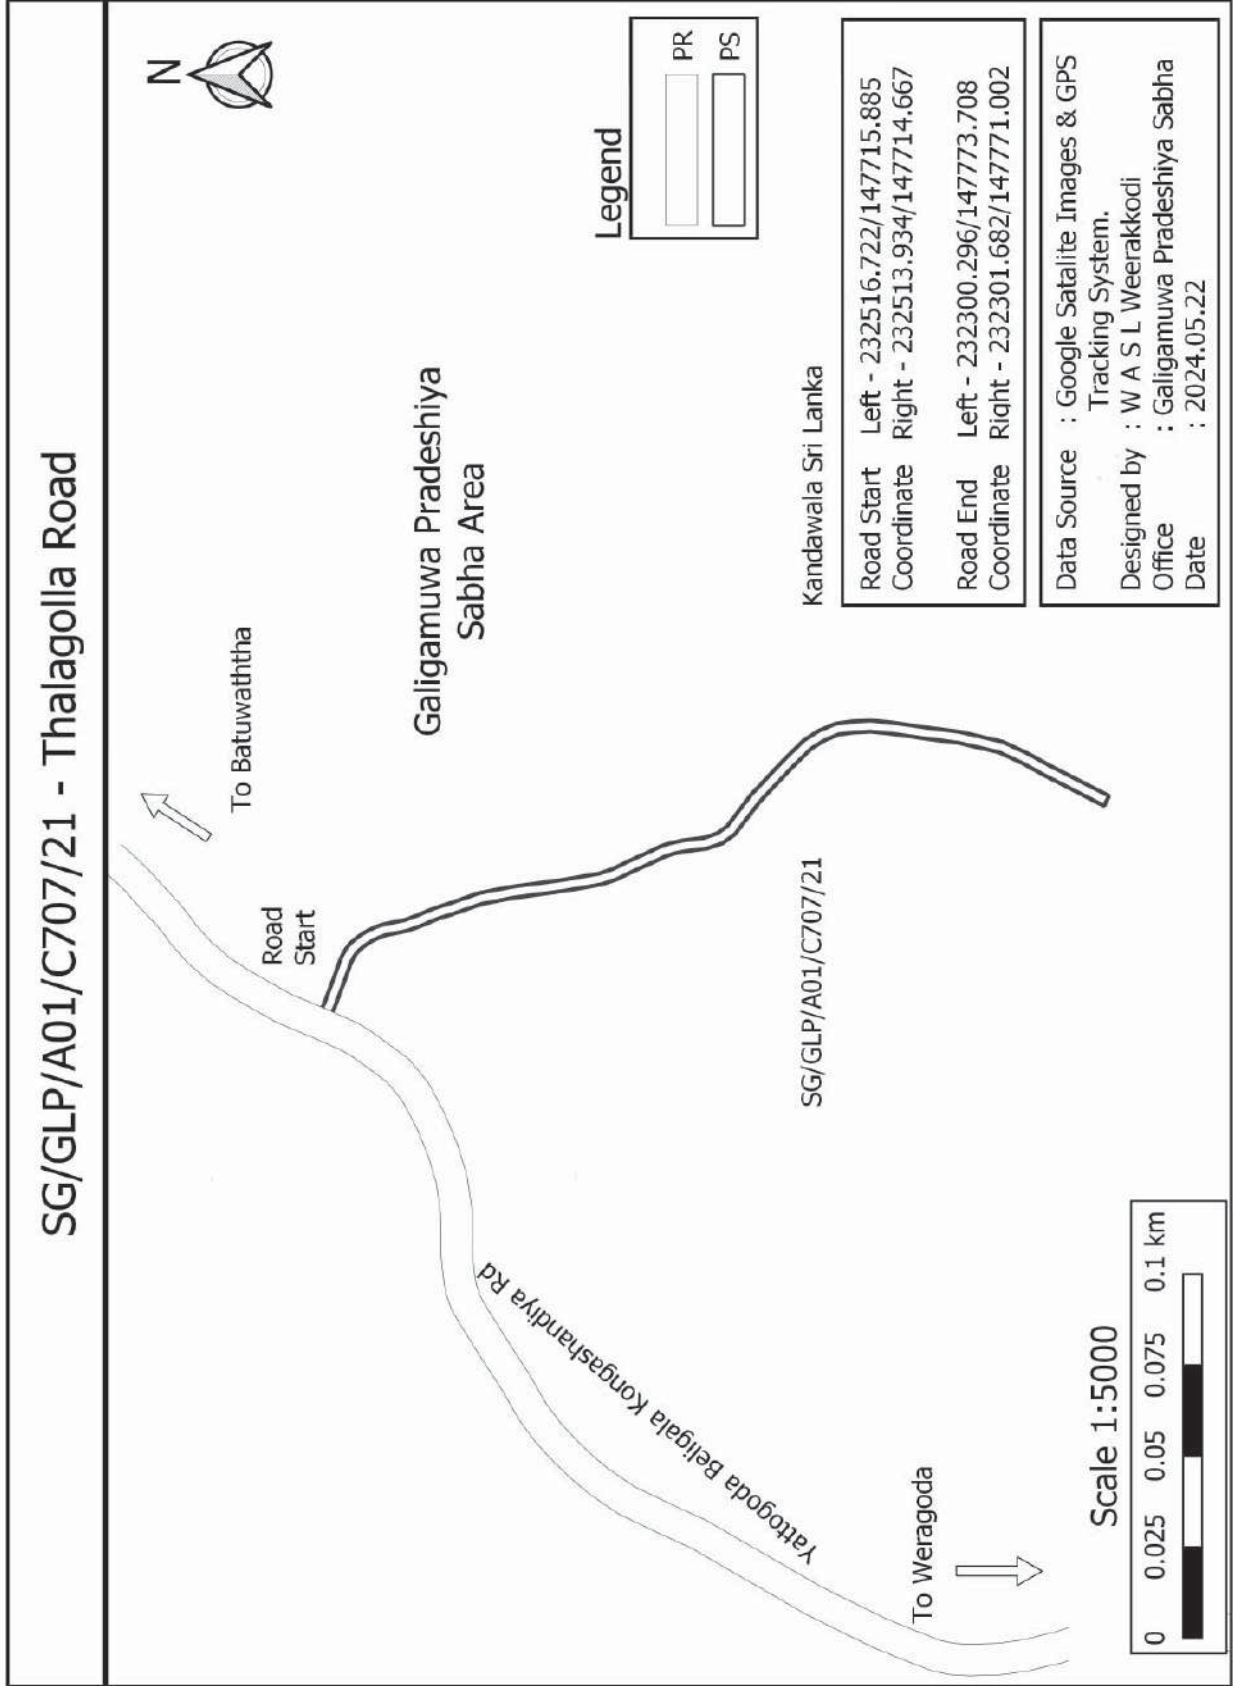 SG/GLP/A01/C707/21 - Thalagolla Road
N
To Batuwaththa
Road
Start
Galigamuwa Pradeshiya
Sabha Area
Legend
PR
PS
Yattogoda Beligala Kongashandiya Rd
SG/GLP/A01/C707/21
Kandawala Sri Lanka
Road Start Left - 232516.722/147715.885
Coordinate Right - 232513.934/147714.667
Road End Left - 232300.296/147773.708
Coordinate Right - 232301.682/147771.002
To Weragoda
Scale 1:5000
0 0.025 0.05 0.075 0.1 km
Data Source : Google Satalite Images & GPS
Tracking System.
Designed by : W A S L Weerakkodi
Office : Galigamuwa Pradeshiya Sabha
Date : 2024.05.22